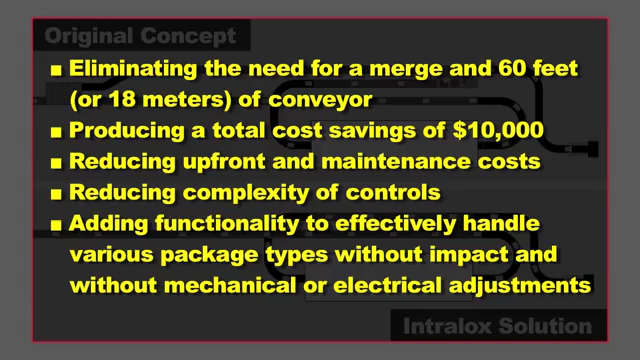 Original Concept
■ Eliminating the need for a merge and 60 feet
(or 18 meters) of conveyor
■ Producing a total cost savings of $10,000
■ Reducing upfront and maintenance costs
■ Reducing complexity of controls
■ Adding functionality to effectively handle
various package types without impact and
without mechanical or electrical adjustments
Intralox Solution